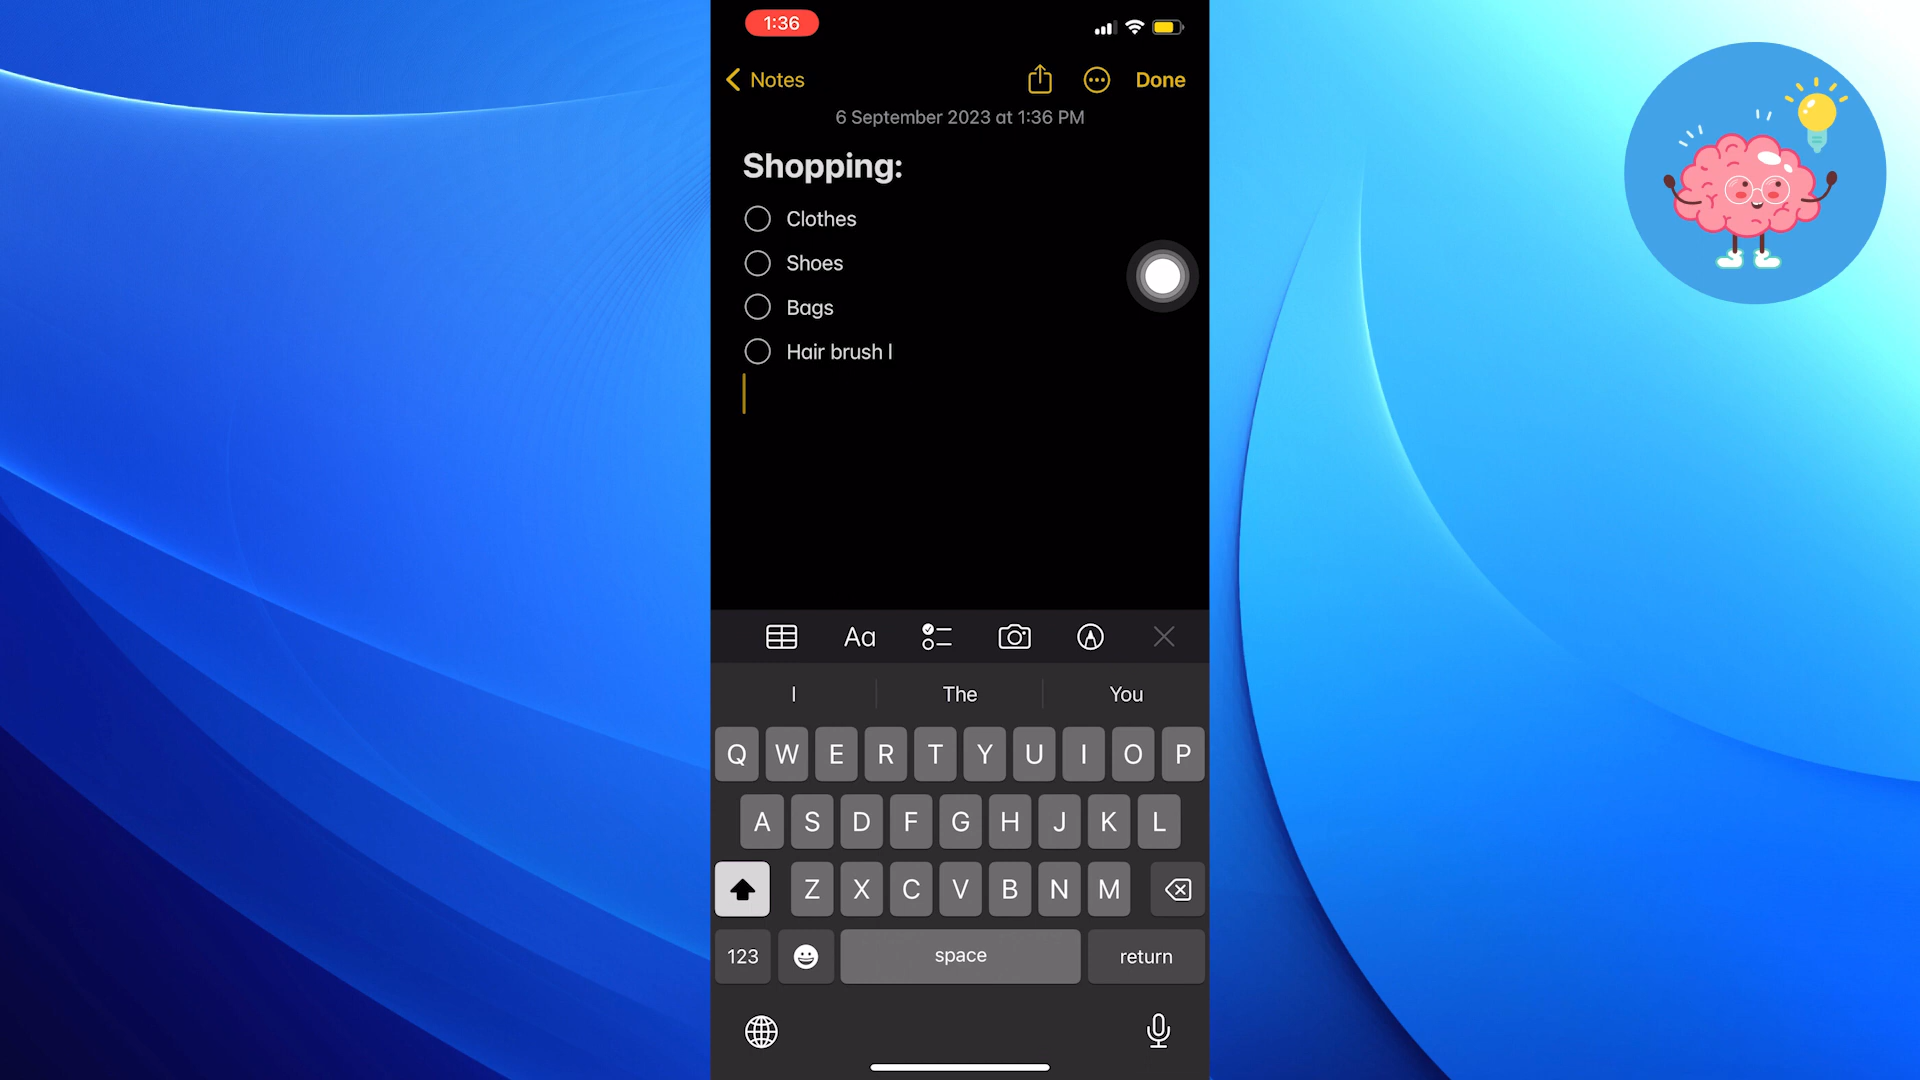 1:36
Notes
Done
6 September 2023 at 1:36 PM
Shopping:
Clothes
Shoes
Bags
Hair brush l
Aa
I The You
Q W E R T Y U I O P
A S D F G H J K L
Z X C V B N M
123 space return